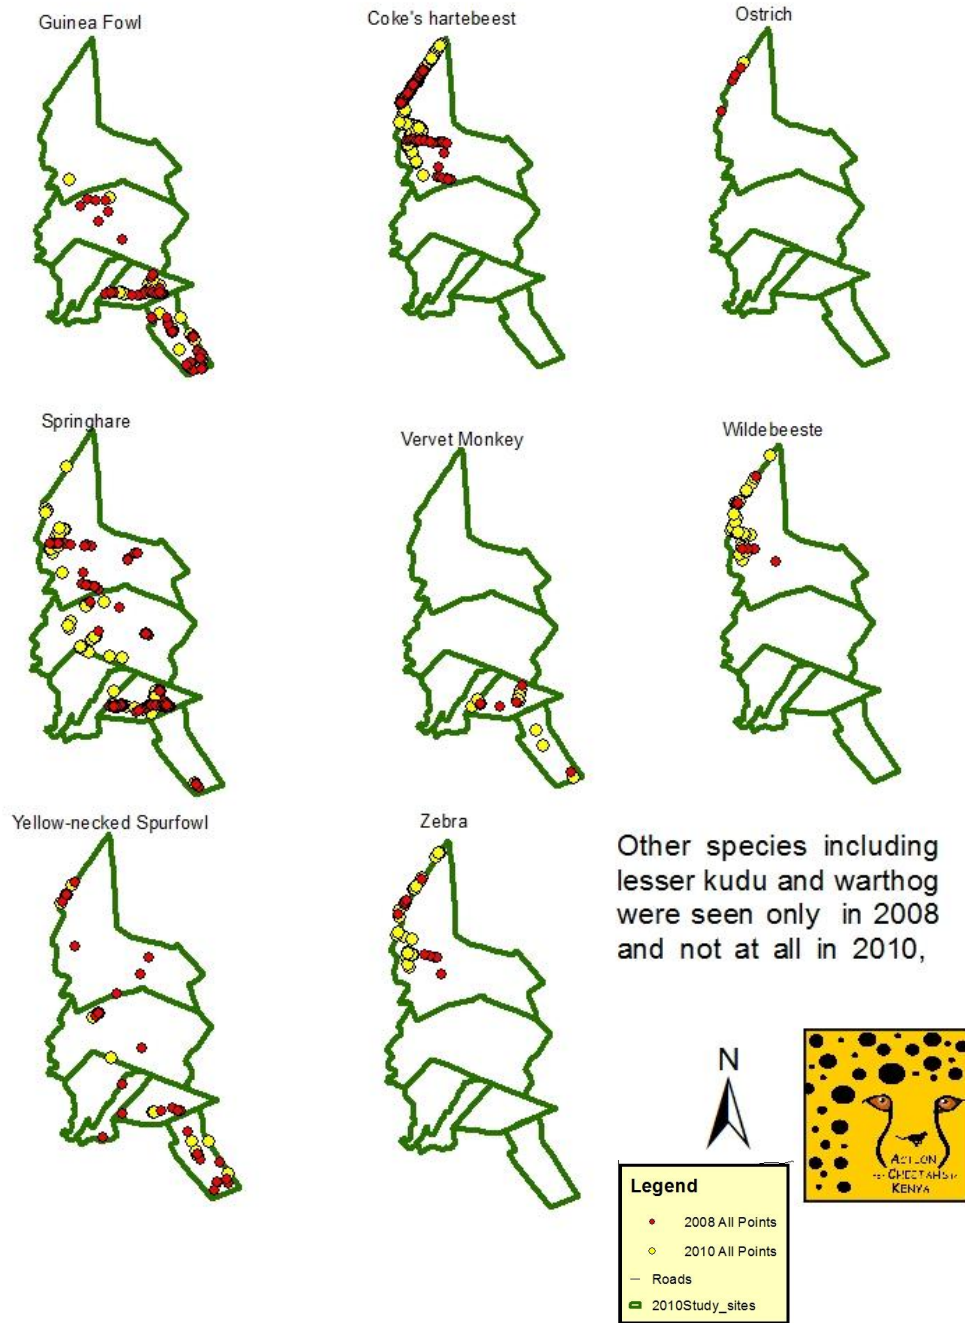 Guinea Fowl
Coke's hartebeest
Ostrich
Springhare
Vervet Monkey
Wildebeeste
Yellow-necked Spurfowl
Zebra
Other species including
lesser kudu and warthog
were seen only in 2008
and not at all in 2010,
N
ACTION
CHEETAHS
KENYA
Legend
2008 All Points
2010 All Points
Roads
2010Study_sites